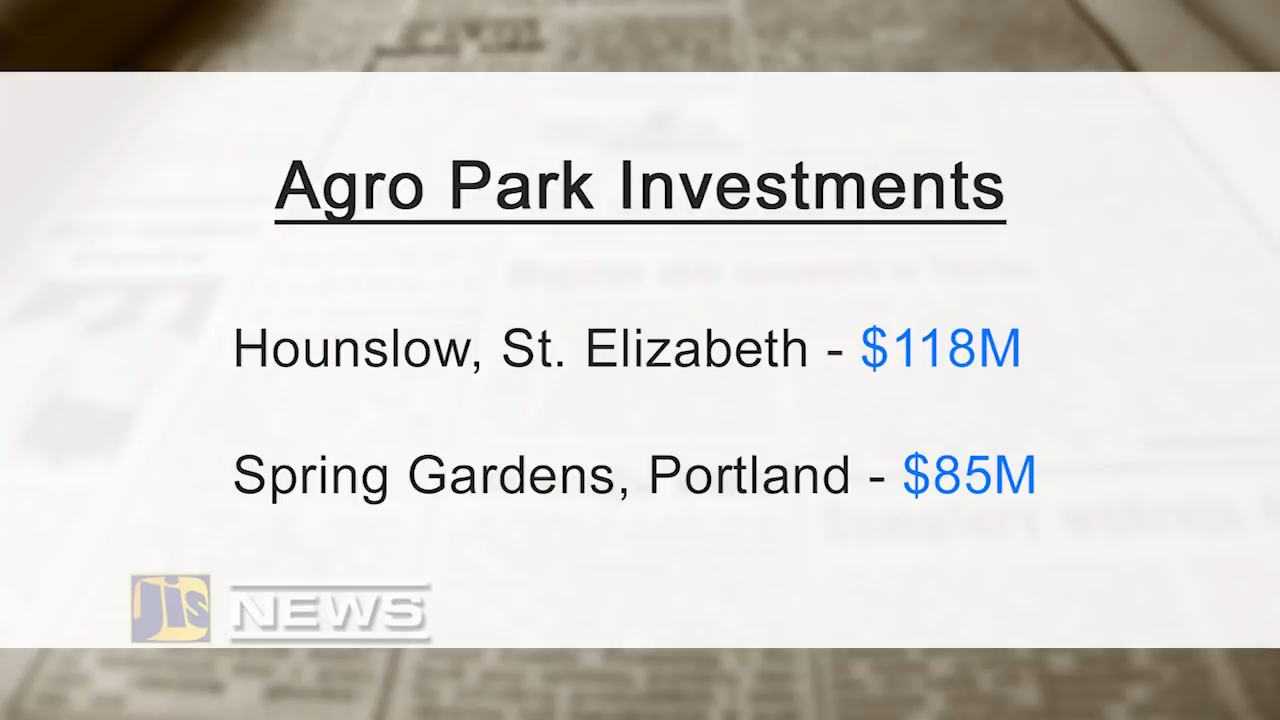 Agro Park Investments
Hounslow, St. Elizabeth - $118M
Spring Gardens, Portland - $85M
JIS NEWS